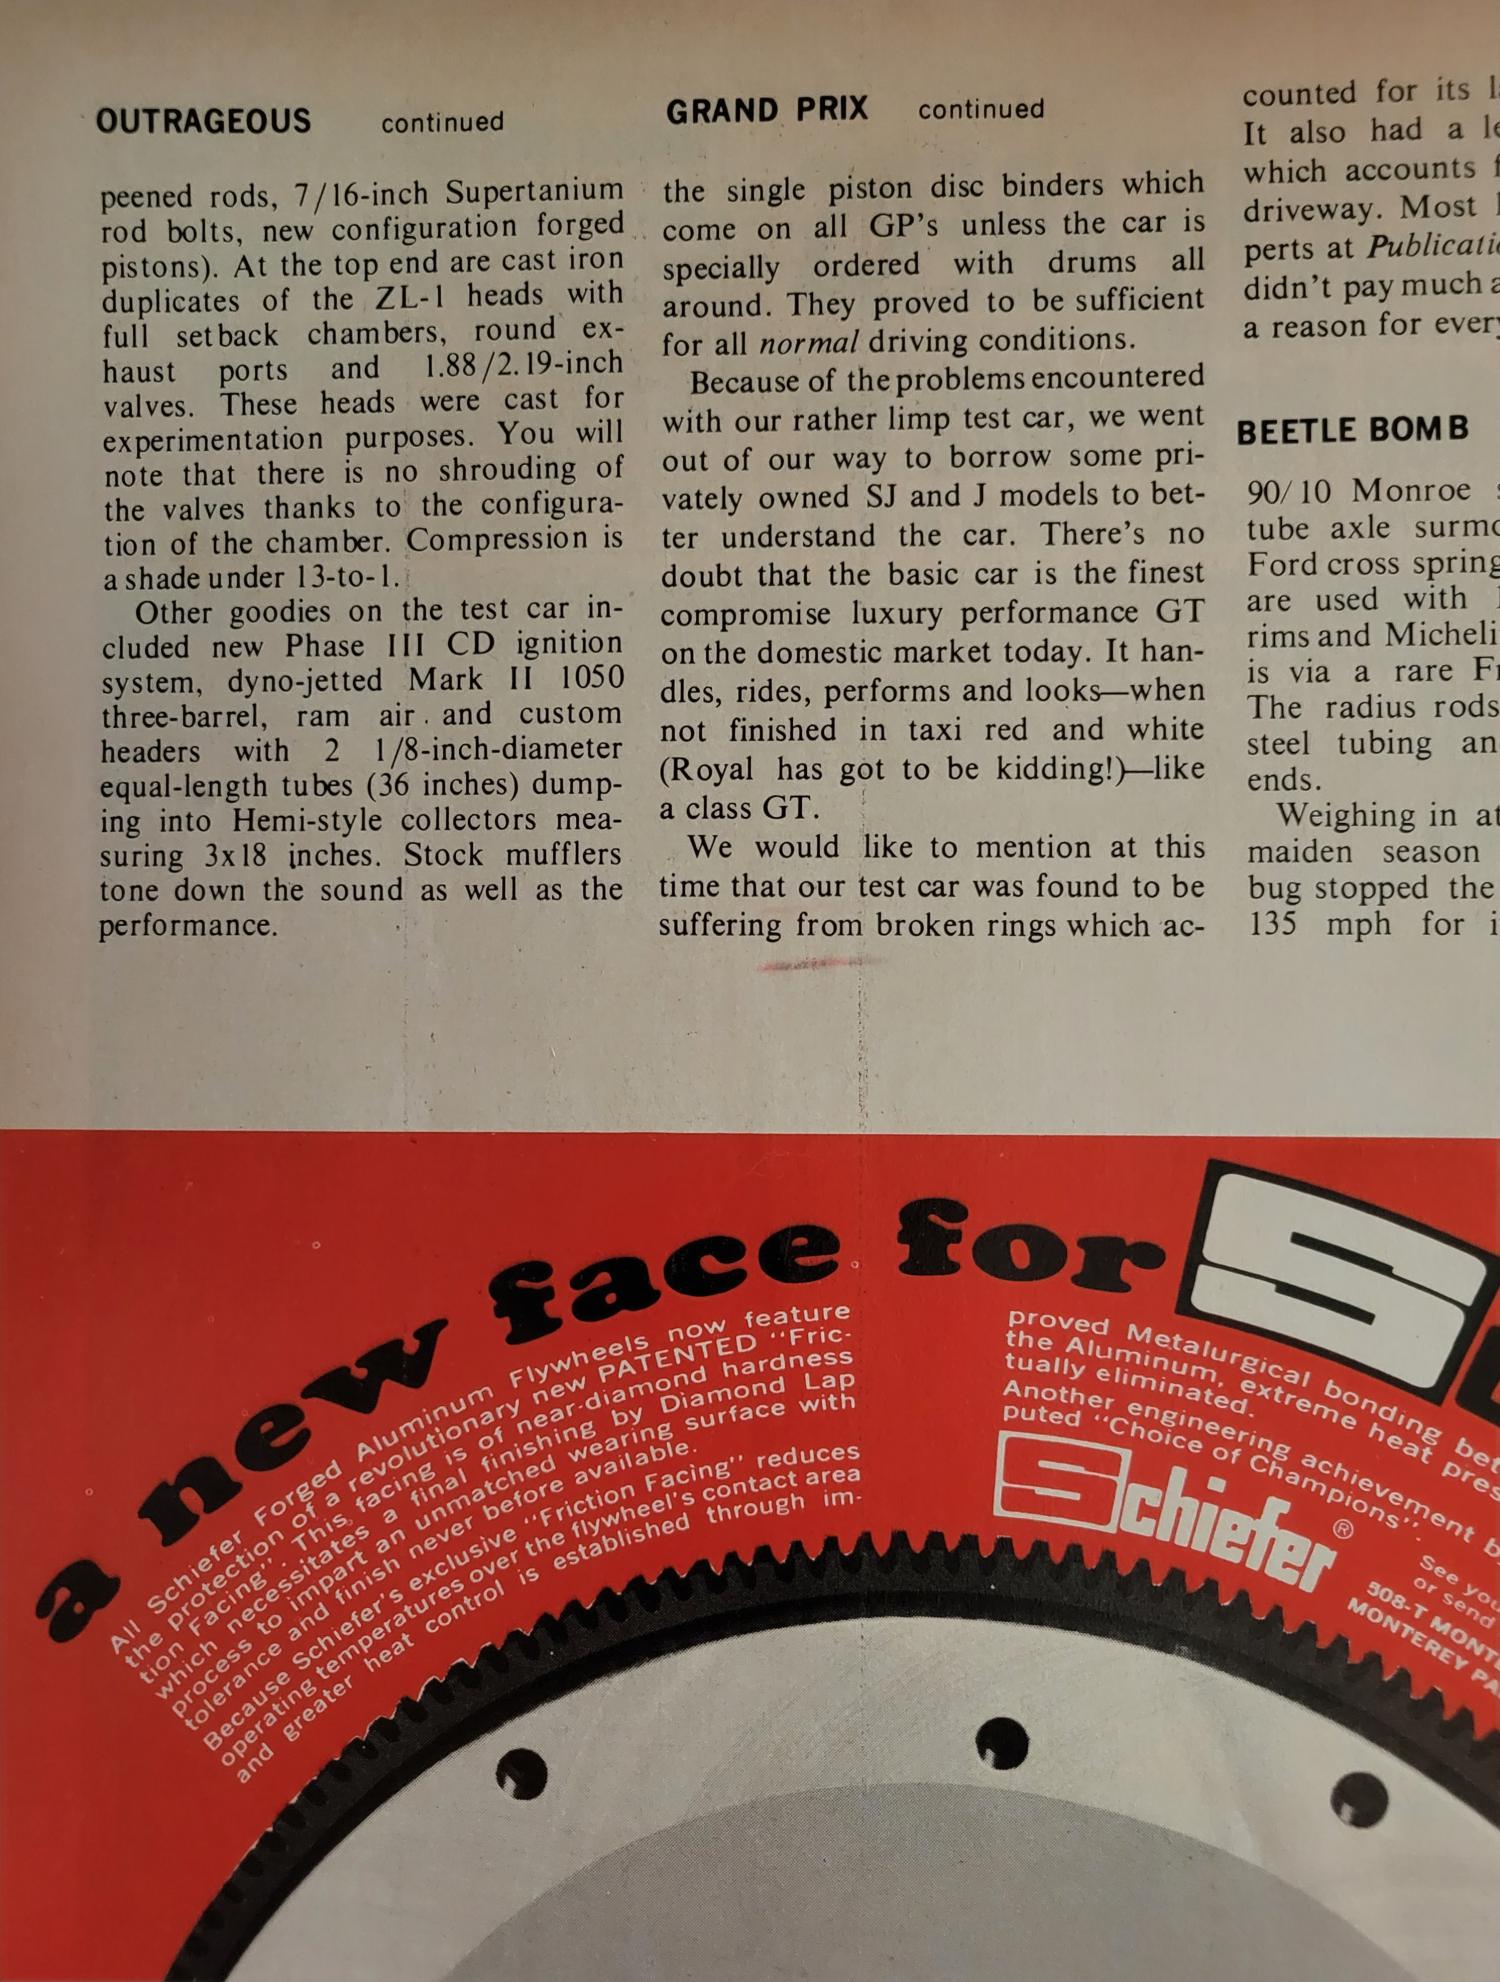 OUTRAGEOUS continued
peened rods, 7/16-inch Supertanium
rod bolts, new configuration forged
pistons). At the top end are cast iron
duplicates of the ZL-1 heads with
full setback chambers, round ex-
haust ports and 1.88/2.19-inch
valves. These heads were cast for
experimentation purposes. You will
note that there is no shrouding of
the valves thanks to the configura-
tion of the chamber. Compression is
a shade under 13-to-1.
Other goodies on the test car in-
cluded new Phase III CD ignition
system, dyno-jetted Mark II 1050
three-barrel, ram air and custom
headers with 2 1/8-inch-diameter
equal-length tubes (36 inches) dump-
ing into Hemi-style collectors mea-
suring 3x18 inches. Stock mufflers
tone down the sound as well as the
performance.
GRAND PRIX continued
the single piston disc binders which
come on all GP's unless the car is
specially ordered with drums all
around. They proved to be sufficient
for all normal driving conditions.
Because of the problems encountered
with our rather limp test car, we went
out of our way to borrow some pri-
vately owned SJ and J models to bet-
ter understand the car. There's no
doubt that the basic car is the finest
compromise luxury performance GT
on the domestic market today. It han-
dles, rides, performs and looks—when
not finished in taxi red and white
(Royal has got to be kidding!)—like
a class GT.
We would like to mention at this
time that our test car was found to be
suffering from broken rings which ac-
counted for its
It also had a
which accounts
driveway. Most
perts at
didn't pay much
a reason for
BEETLE BOMB
90/10 Monroe
tube axle
Ford cross
are used with
rims and
is via a rare
The radius rods
steel tubing
ends.
Weighing in at
maiden season
bug stopped the
135 mph for
a new face for S
All Schiefer Forged Aluminum Flywheels now feature
the protection of a revolutionary new PATENTED "Fric-
tion Facing". This facing is of near-diamond hardness
which necessitates a final finishing by Diamond Lap
process to impart an unmatched wearing surface with
tolerance and finish never before available.
Because Schiefer's exclusive "Friction Facing" reduces
operating temperatures over the flywheel's contact area
and greater heat control is established through im-
proved Metalurgical bonding
the Aluminum, extreme heat
tually eliminated.
Another engineering achievement
puted "Choice of Champions".
Schiefer®
See
or send
508-T
MONTEREY